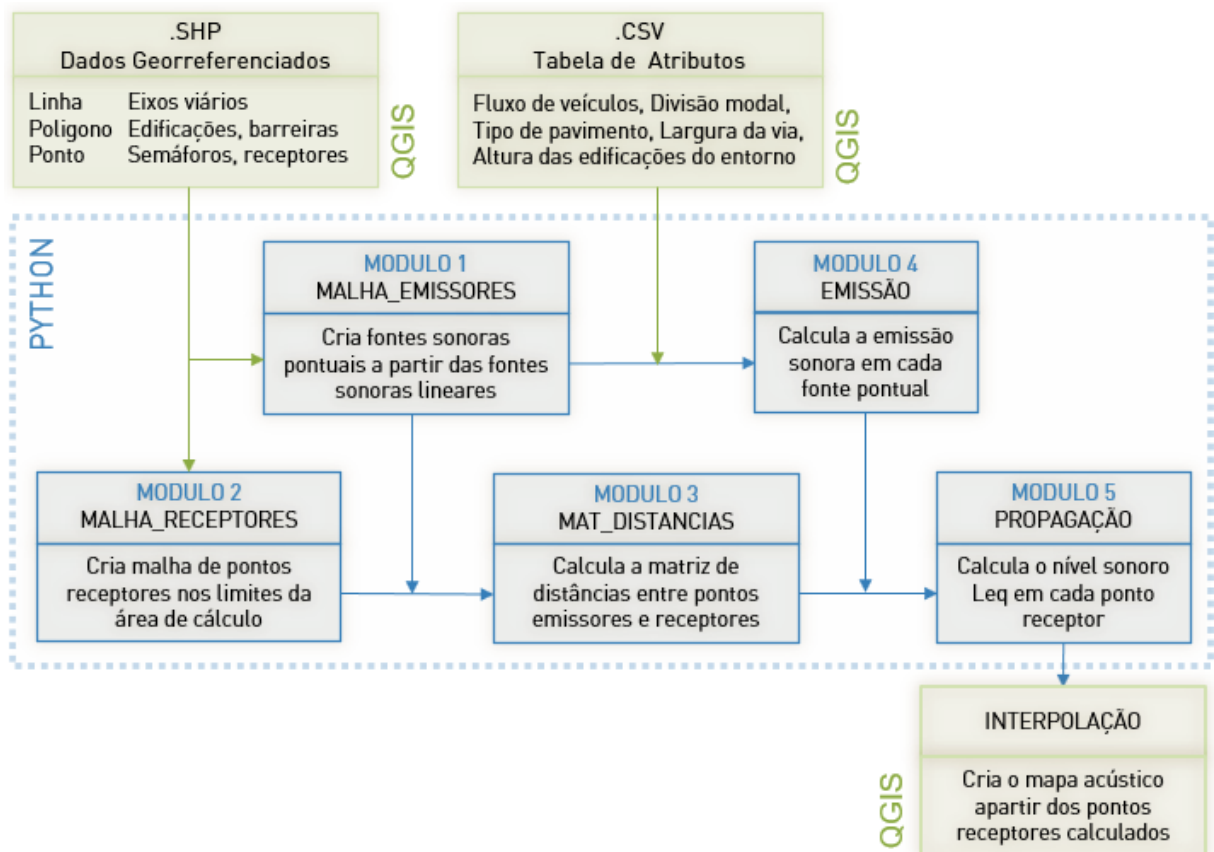 .SHP
Dados Georreferenciados
Linha Eixos viários
Poligono Edificações, barreiras
Ponto Semáforos, receptores
QGIS
.CSV
Tabela de Atributos
Fluxo de veículos, Divisão modal,
Tipo de pavimento, Largura da via,
Altura das edificações do entorno
QGIS
PYTHON
MODULO 1
MALHA_EMISSORES
Cria fontes sonoras
pontuais a partir das fontes
sonoras lineares
MODULO 4
EMISSÃO
Calcula a emissão
sonora em cada
fonte pontual
MODULO 2
MALHA_RECEPTORES
Cria malha de pontos
receptores nos limites da
área de cálculo
MODULO 3
MAT_DISTANCIAS
Calcula a matriz de
distâncias entre pontos
emissores e receptores
MODULO 5
PROPAGAÇÃO
Calcula o nível sonoro
Leq em cada ponto
receptor
INTERPOLAÇÃO
Cria o mapa acústico
apartir dos pontos
receptores calculados
QGIS